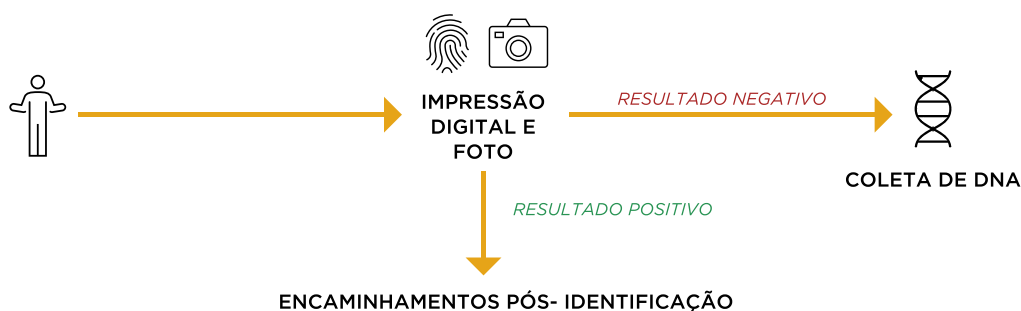 IMPRESSÃO
DIGITAL E
FOTO
RESULTADO NEGATIVO
COLETA DE DNA
RESULTADO POSITIVO
ENCAMINHAMENTOS PÓS- IDENTIFICAÇÃO